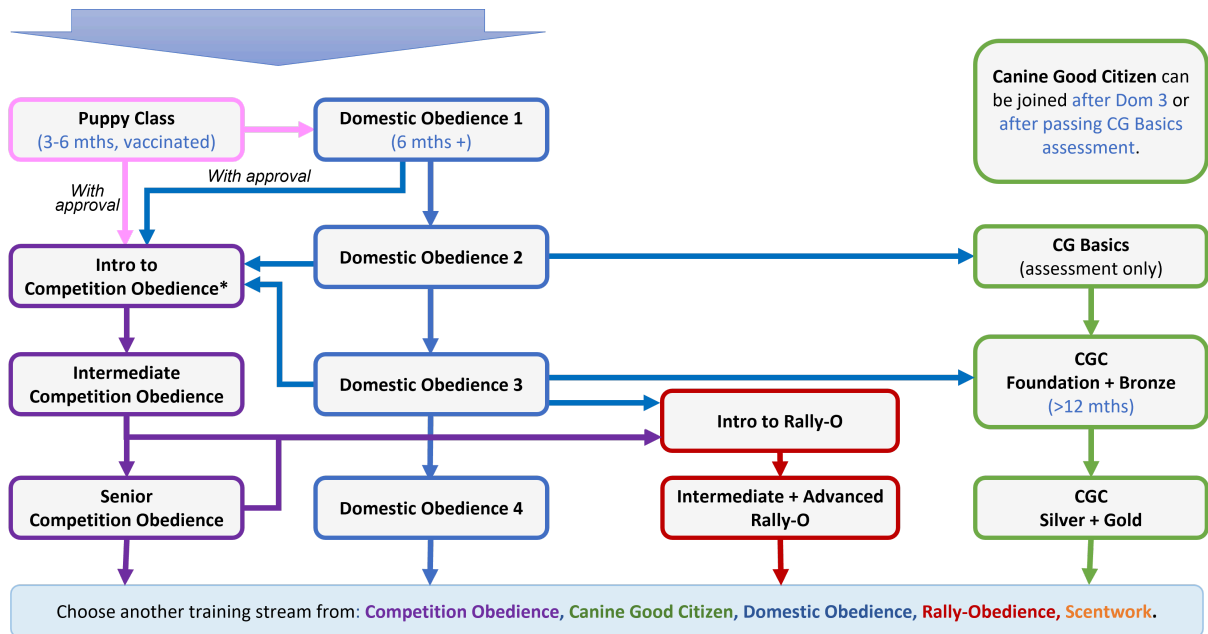 Canine Good Citizen can
be joined after Dom 3 or
after passing CG Basics
assessment.
Puppy Class
(3-6 mths, vaccinated)
Domestic Obedience 1
(6 mths +)
With approval
With
approval
Intro to
Competition Obedience*
Domestic Obedience 2
CG Basics
(assessment only)
Intermediate
Competition Obedience
Domestic Obedience 3
CGC
Foundation + Bronze
(>12 mths)
Intro to Rally-O
Senior
Competition Obedience
Domestic Obedience 4
Intermediate + Advanced
Rally-O
CGC
Silver + Gold
Choose another training stream from: Competition Obedience, Canine Good Citizen, Domestic Obedience, Rally-Obedience, Scentwork.